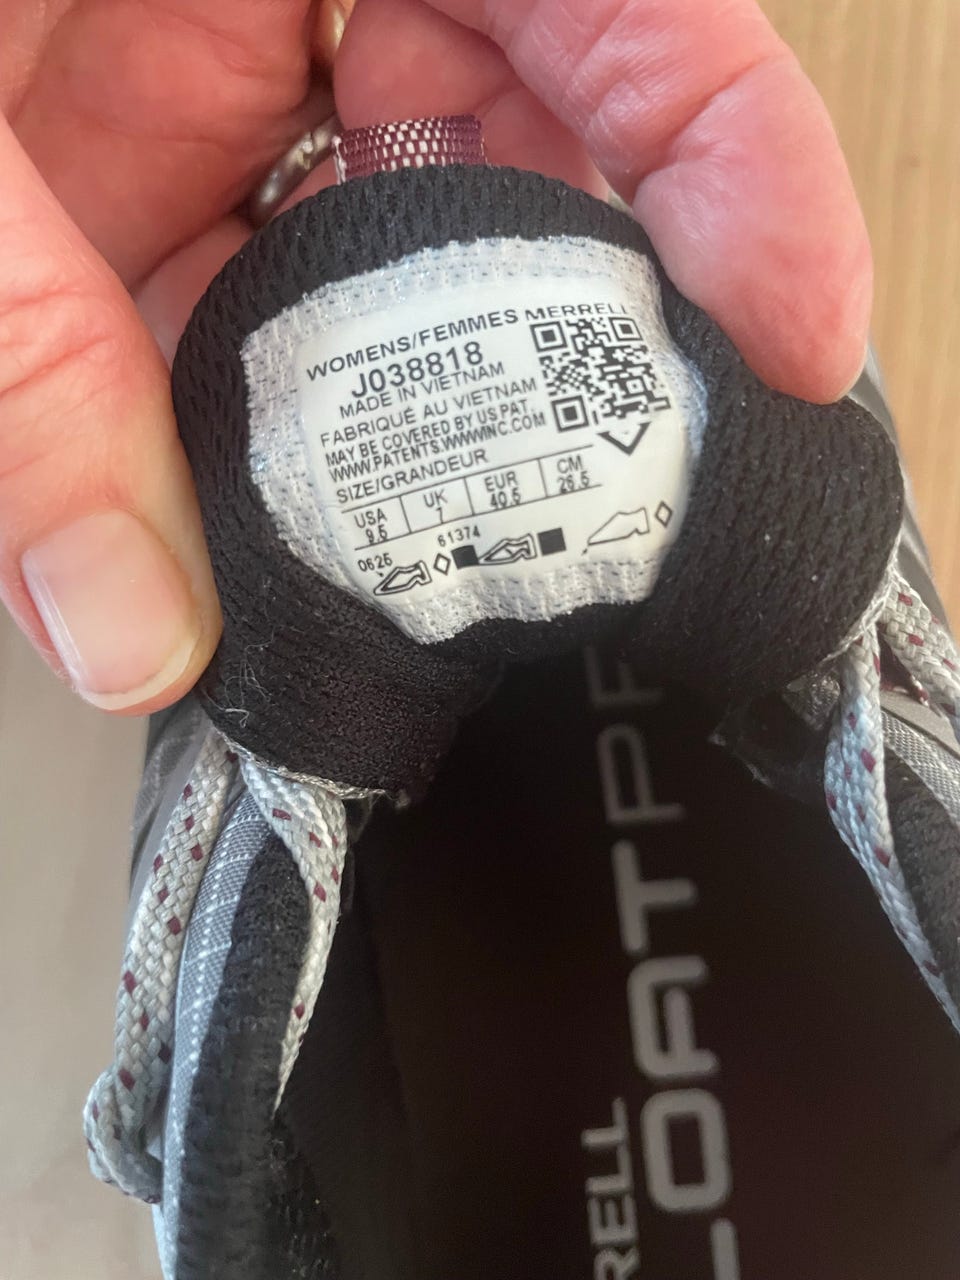 WOMENS/FEMMES MERRELL
J038818
MADE IN VIETNAM
FABRIQUÉ AU VIETNAM
MAY BE COVERED BY US PAT.
WWW.PATENTS.WWWINC.COM
SIZE/GRANDEUR
USA UK EUR CM
9.5 7 40.5 26.5
0625 61374